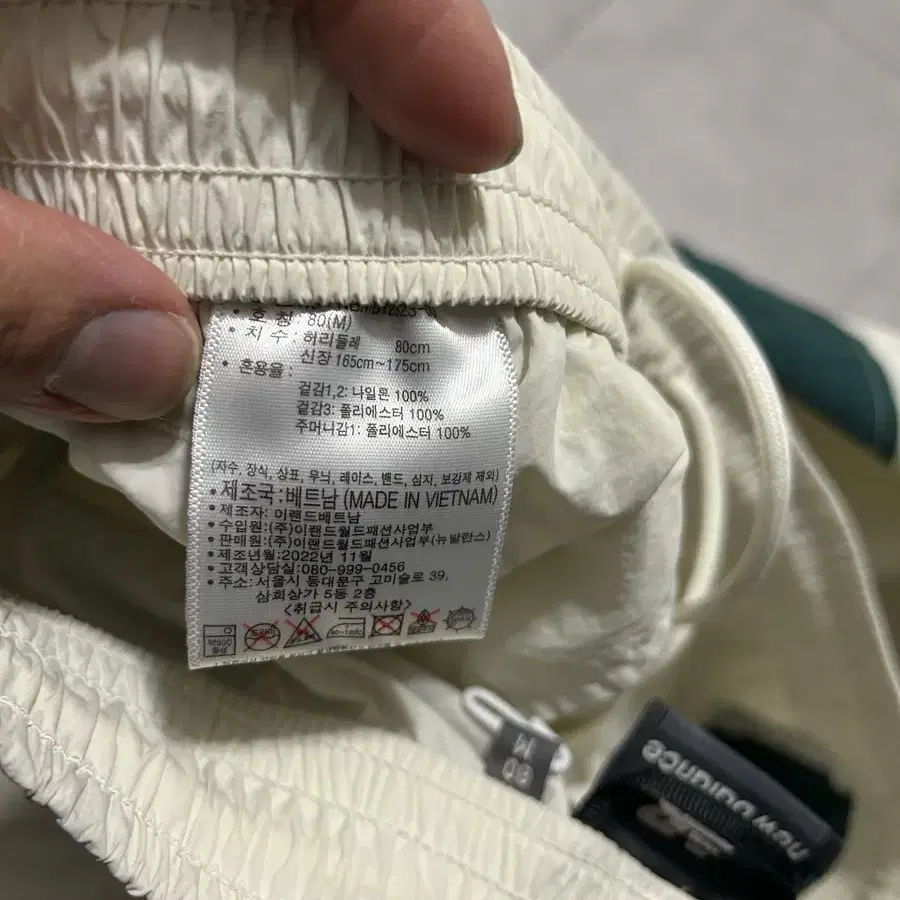 • 호 칭 : 80(M)
• 치 수 : 허리둘레 80cm
신장 165cm~175cm
• 혼용율 :
겉감1,2: 나일론 100%
겉감3: 폴리에스터 100%
주머니감1: 폴리에스터 100%
(자수, 장식, 상표, 무늬, 레이스, 밴드, 심지, 보강제 제외)
• 제조국:베트남 (MADE IN VIETNAM)
• 제조자: 이랜드베트남
• 수입원:(주)이랜드월드패션사업부
• 판매원:(주)이랜드월드패션사업부(뉴발란스)
• 제조년월:2022년 11월
• 고객상담실:080-999-0456
• 주소: 서울시 동대문구 고미술로 39,
삼희상가 5동 2층
<취급시 주의사항>
M
80
new balance